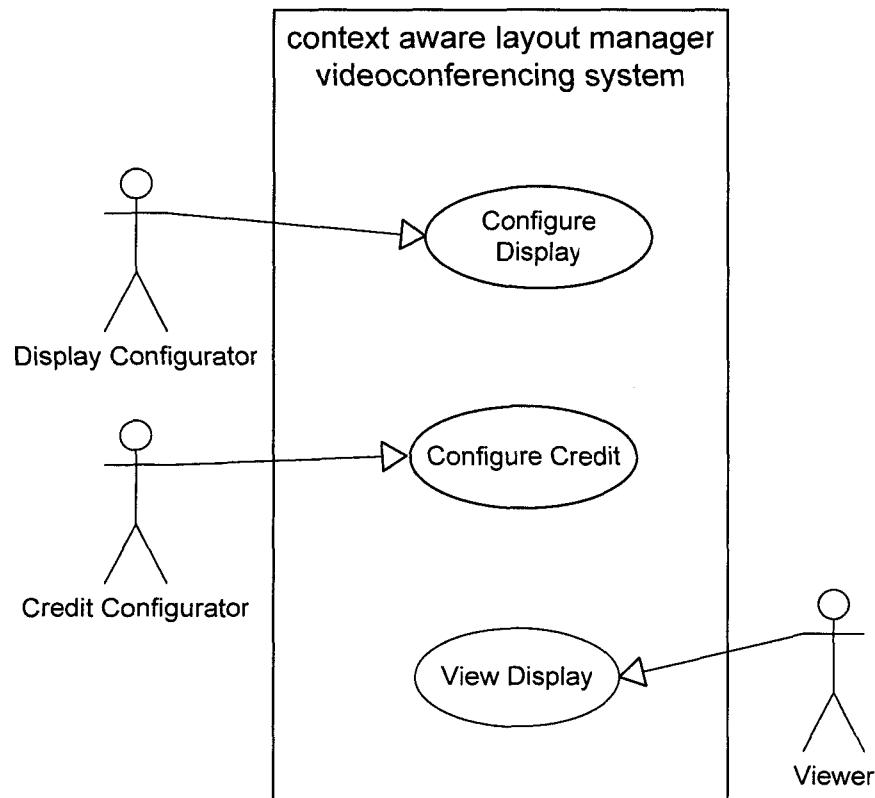 context aware layout manager
videoconferencing system
Configure
Display
Display Configurator
Configure Credit
Credit Configurator
View Display
Viewer